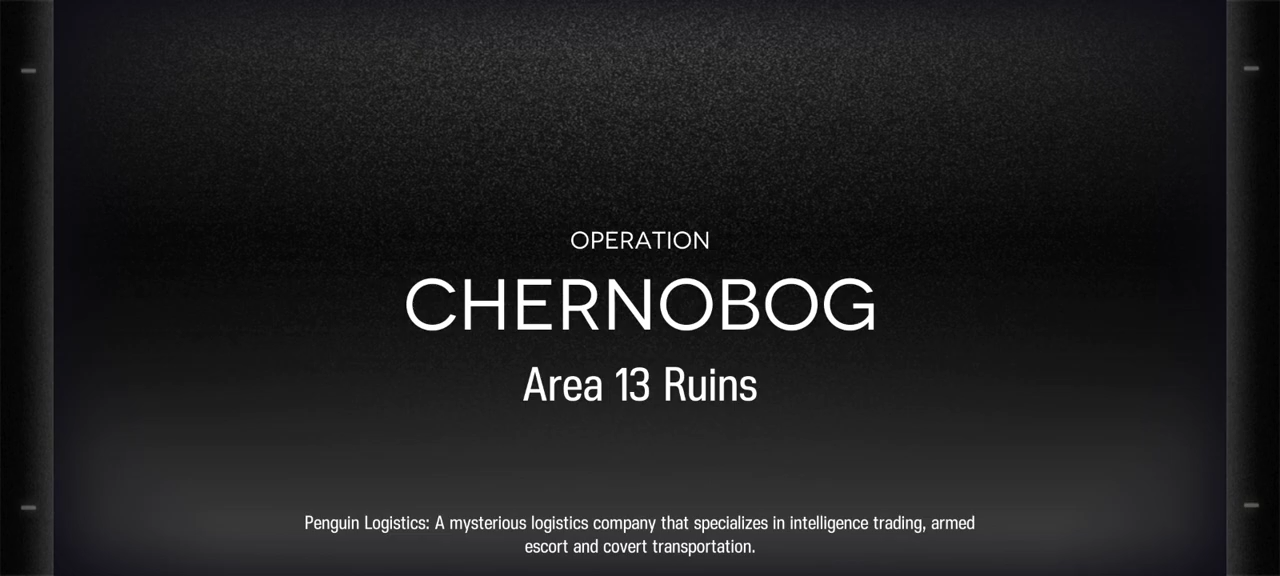 OPERATION
CHERNOBOG
Area 13 Ruins
Penguin Logistics: A mysterious logistics company that specializes in intelligence trading, armed
escort and covert transportation.